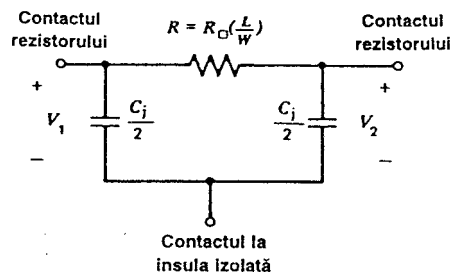 Contactul
rezistorului
R = R□(L/W)
Contactul
rezistorului
+
V₁
−
Cⱼ/2
Cⱼ/2
+
V₂
−
Contactul la
insula izolată